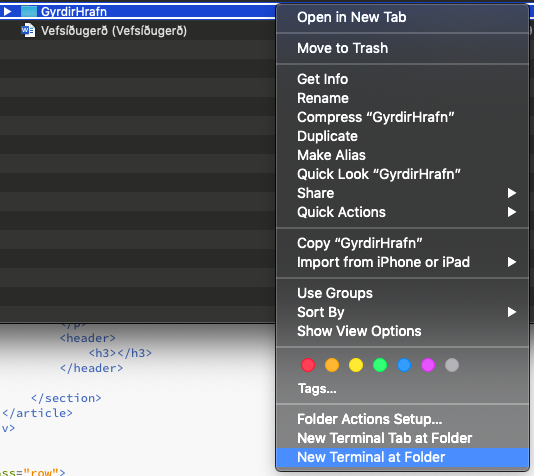 GyrdirHrafn
Vefsíðugerð (Vefsíðugerð)
Open in New Tab
Move to Trash
Get Info
Rename
Compress “GyrdirHrafn”
Duplicate
Make Alias
Quick Look “GyrdirHrafn”
Share
Quick Actions
Copy “GyrdirHrafn”
Import from iPhone or iPad
Use Groups
Sort By
Show View Options
Tags...
Folder Actions Setup...
New Terminal Tab at Folder
New Terminal at Folder
</p>
<header>
<h3></h3>
</header>
</section>
</article>
v>
ss="row">